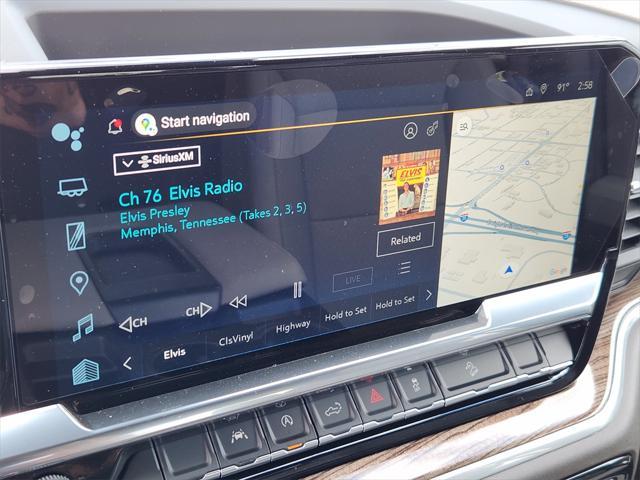 91° 2:58
Start navigation
SiriusXM
Ch 76 Elvis Radio
Elvis Presley
Memphis, Tennessee (Takes 2, 3, 5)
ELVIS
Related
LIVE
CH
CH
Elvis
ClsVinyl
Highway
Hold to Set
Hold to Set
Google